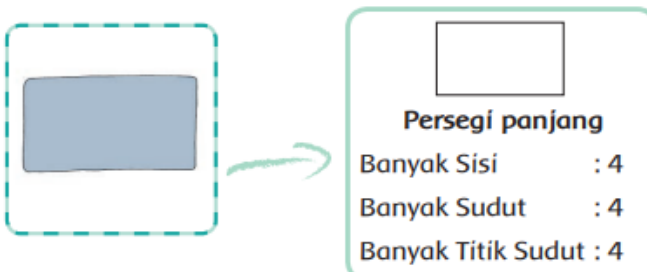 Persegi panjang
Banyak Sisi : 4
Banyak Sudut : 4
Banyak Titik Sudut : 4